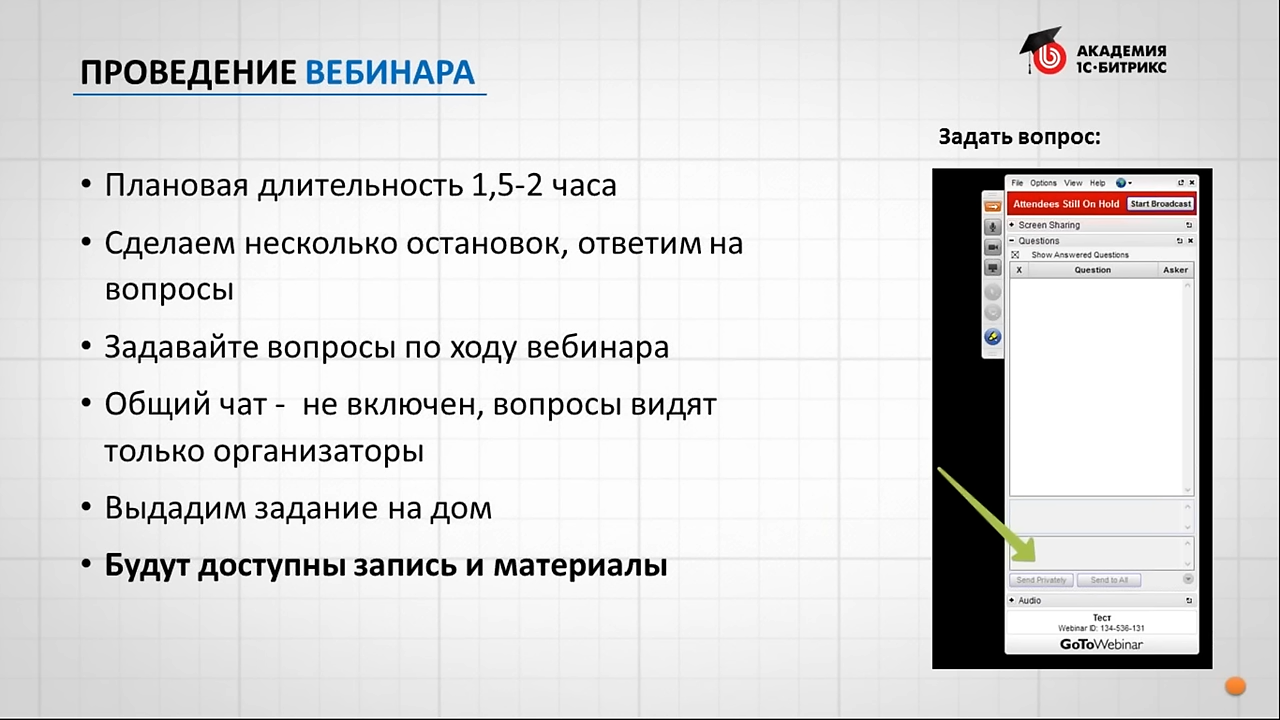 ПРОВЕДЕНИЕ ВЕБИНАРА
АКАДЕМИЯ
1С•БИТРИКС
• Плановая длительность 1,5-2 часа
• Сделаем несколько остановок, ответим на
вопросы
• Задавайте вопросы по ходу вебинара
• Общий чат -  не включен, вопросы видят
только организаторы
• Выдадим задание на дом
• Будут доступны запись и материалы
Задать вопрос:
File Options View Help
Attendees Still On Hold Start Broadcast
Screen Sharing
Questions
Show Answered Questions
X Question Asker
Send Privately Send to All
Audio
Тест
Webinar ID: 134-536-131
GoToWebinar